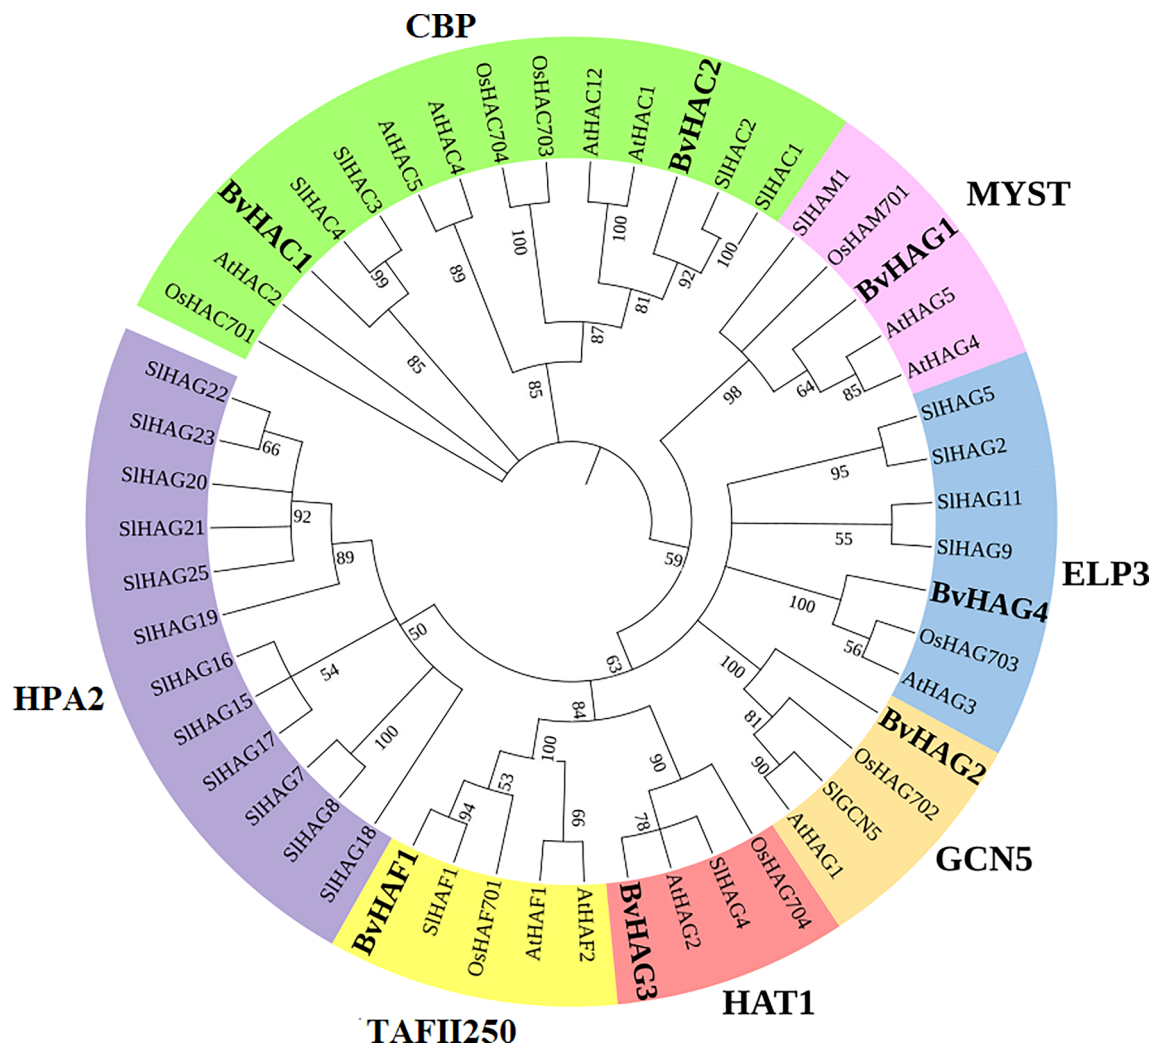 CBP
OsHAC701
AtHAC2
BvHAC1
SlHAC4
SlHAC3
AtHAC5
AtHAC4
OsHAC704
OsHAC703
AtHAC12
AtHAC1
BvHAC2
SlHAC2
SlHAC1
MYST
SlHAM1
OsHAM701
BvHAG1
AtHAG5
AtHAG4
ELP3
SlHAG5
SlHAG2
SlHAG11
SlHAG9
BvHAG4
OsHAG703
AtHAG3
GCN5
BvHAG2
OsHAG702
SlGCN5
AtHAG1
HAT1
OsHAG704
SlHAG4
AtHAG2
BvHAG3
TAFII250
AtHAF2
AtHAF1
OsHAF701
SlHAF1
BvHAF1
HPA2
SlHAG18
SlHAG8
SlHAG7
SlHAG17
SlHAG15
SlHAG16
SlHAG19
SlHAG25
SlHAG21
SlHAG20
SlHAG23
SlHAG22
99
85
89
100
100
81
92
100
87
85
98
64
85
95
55
100
56
59
63
100
81
90
84
90
78
100
53
94
99
50
54
100
89
92
66